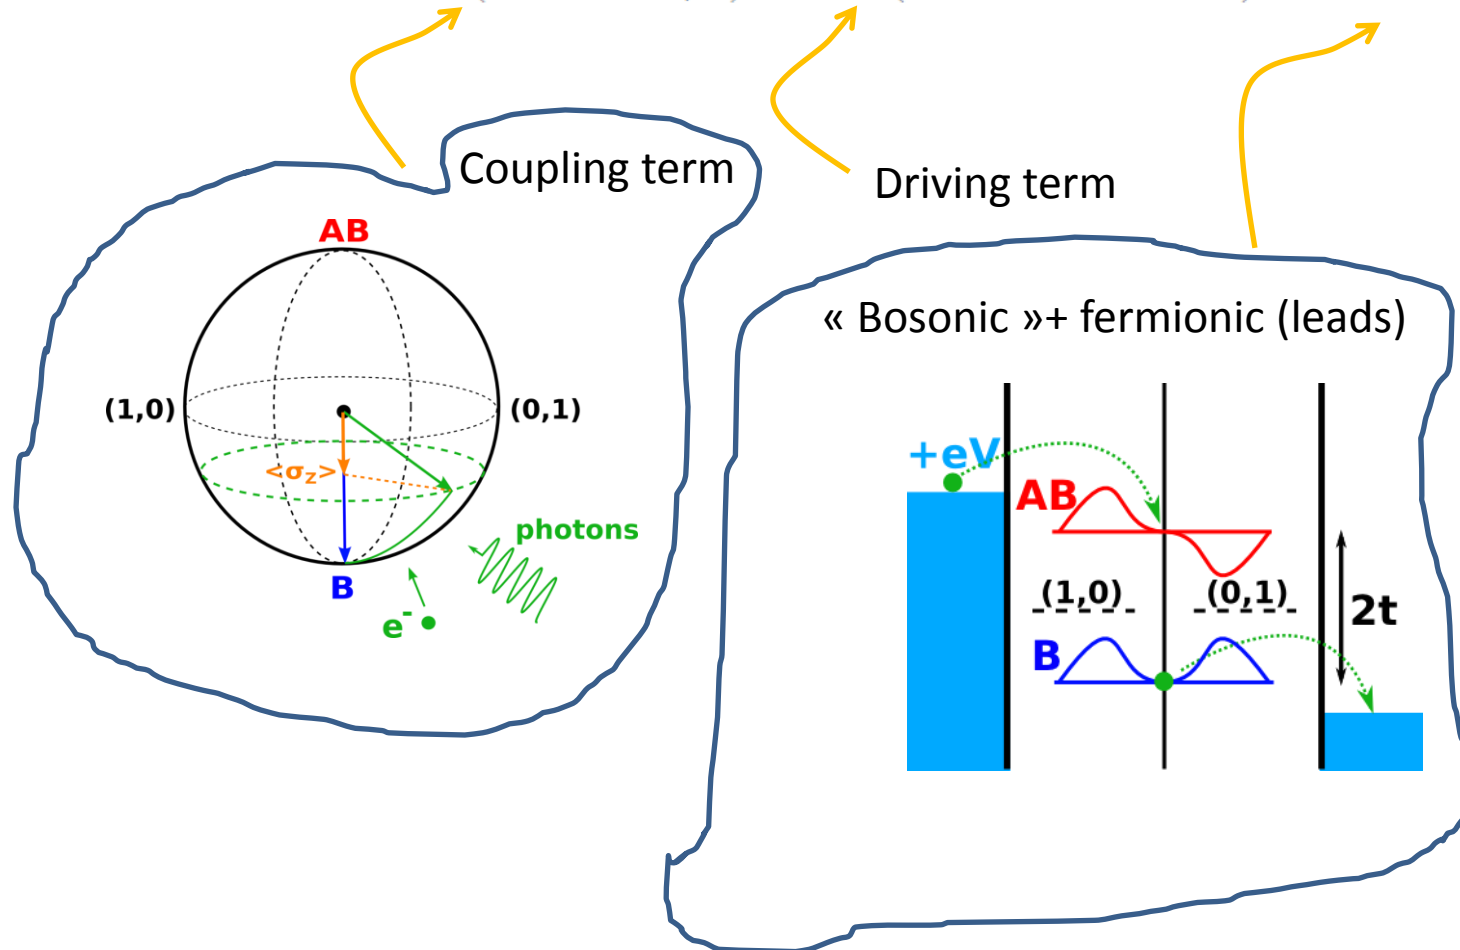 Coupling term
Driving term
AB
(1,0)
(0,1)
<σz>
B
photons
e-
« Bosonic »+ fermionic (leads)
+eV
AB
(1,0)
(0,1)
2t
B